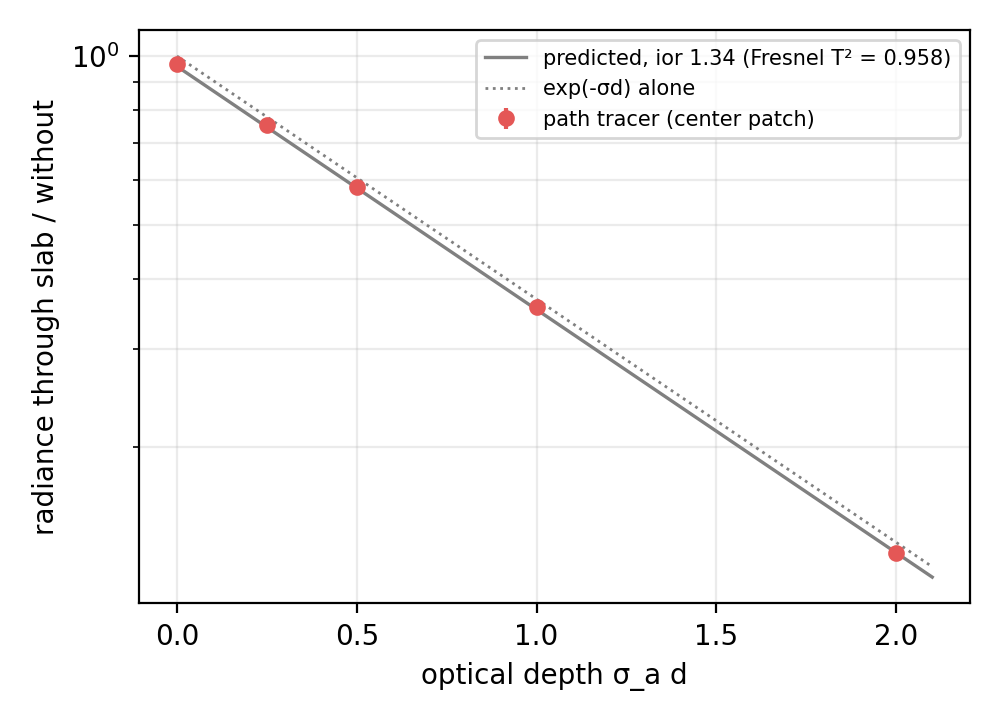 10⁰
radiance through slab / without
predicted, ior 1.34 (Fresnel T² = 0.958)
exp(-σd) alone
path tracer (center patch)
0.0 0.5 1.0 1.5 2.0
optical depth σ_a d